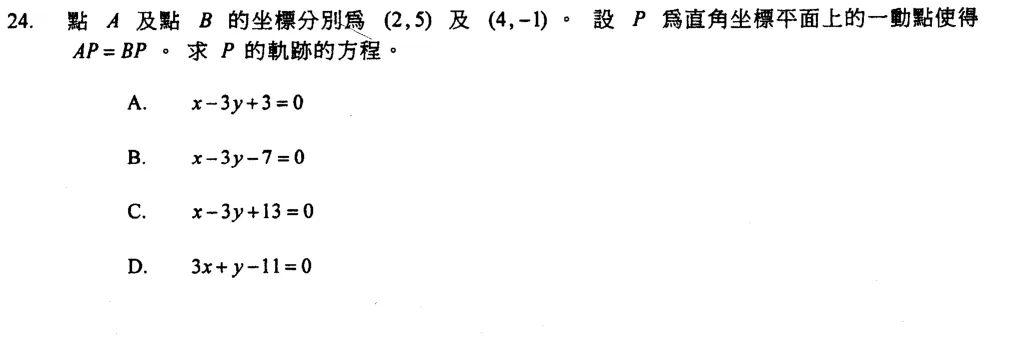 24. 點 A 及點 B 的坐標分別爲 (2,5) 及 (4,−1)。設 P 爲直角坐標平面上的一動點使得
AP = BP。求 P 的軌跡的方程。
A. x−3y+3=0
B. x−3y−7=0
C. x−3y+13=0
D. 3x+y−11=0